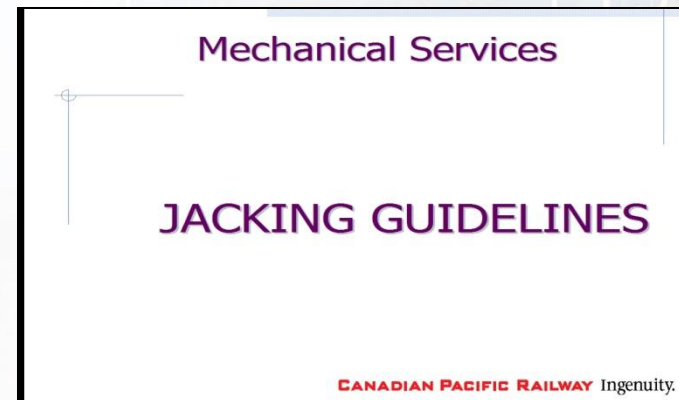 Mechanical Services
JACKING GUIDELINES
CANADIAN PACIFIC RAILWAY Ingenuity.